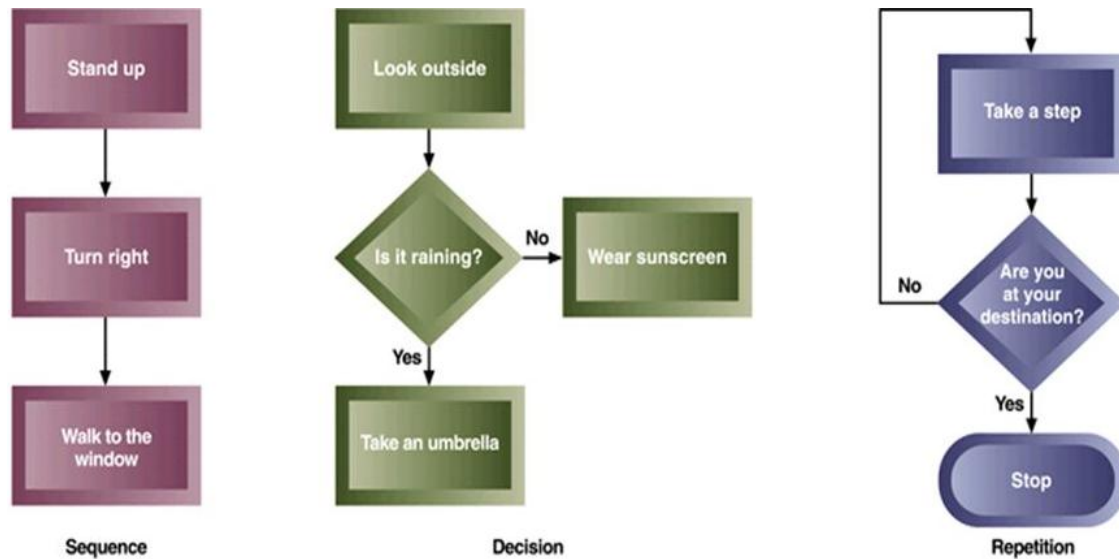 Stand up
Turn right
Walk to the
window
Sequence
Look outside
Is it raining?
No
Wear sunscreen
Yes
Take an umbrella
Decision
Take a step
Are you
at your
destination?
No
Yes
Stop
Repetition